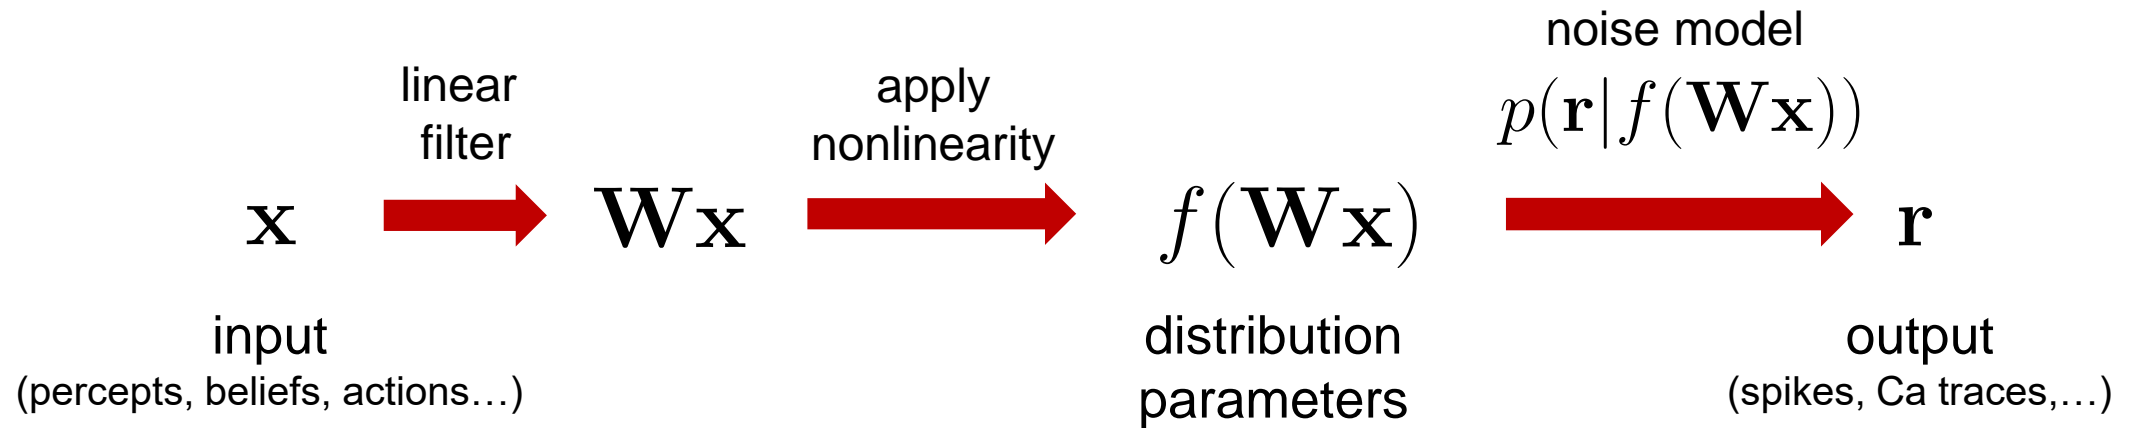 linear
filter
apply
nonlinearity
noise model
p(r|f(Wx))
x
Wx
f(Wx)
r
input
(percepts, beliefs, actions…)
distribution
parameters
output
(spikes, Ca traces,…)